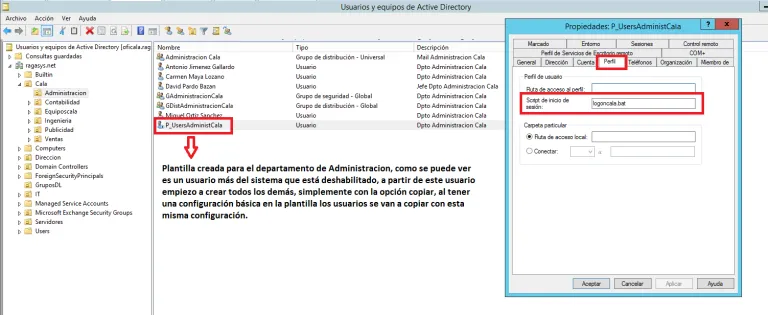 Usuarios y equipos de Active Directory
Archivo Acción Ver Ayuda
Usuarios y equipos de Active Directory [oficala.rag
Consultas guardadas
ragasys.net
Builtin
Cala
Administracion
Contabilidad
Equiposcala
Ingenieria
Publicidad
Ventas
Computers
Direccion
Domain Controllers
ForeignSecurityPrincipals
GruposDL
IT
Managed Service Accounts
Microsoft Exchange Security Groups
Servidores
Users
Nombre Tipo Descripción
Administracion Cala Grupo de distribución - Universal Mail Administracion Cala
Antonio Jimenez Gallardo Usuario Dpto Administracion Cala
Carmen Maya Lozano Usuario Dpto Administracion Cala
David Pardo Bazan Usuario Jefe Dpto Administracion Cala
GAdministracionCala Grupo de seguridad - Global Dpto Administracion Cala
GDistAdministracionCala Grupo de distribución - Global Dpto Administracion Cala
Miguel Ortiz Sanchez Usuario Dpto Administracion Cala
P_UsersAdministCala Usuario Dpto Administracion Cala
Plantilla creada para el departamento de Administracion, como se puede ver
es un usuario más del sistema que está deshabilitado, a partir de este usuario
empiezo a crear todos los demás, simplemente con la opción copiar, al tener
una configuración básica en la plantilla los usuarios se van a copiar con esta
misma configuración.
Propiedades: P_UsersAdministCala ? x
Marcado Entorno Sesiones Control remoto
Perfil de Servicios de Escritorio remoto COM+
General Dirección Cuenta Perfil Teléfonos Organización Miembro de
Perfil de usuario
Ruta de acceso al perfil:
Script de inicio de
sesión: logoncala.bat
Carpeta particular
Ruta de acceso local:
Conectar: a:
Aceptar Cancelar Aplicar Ayuda